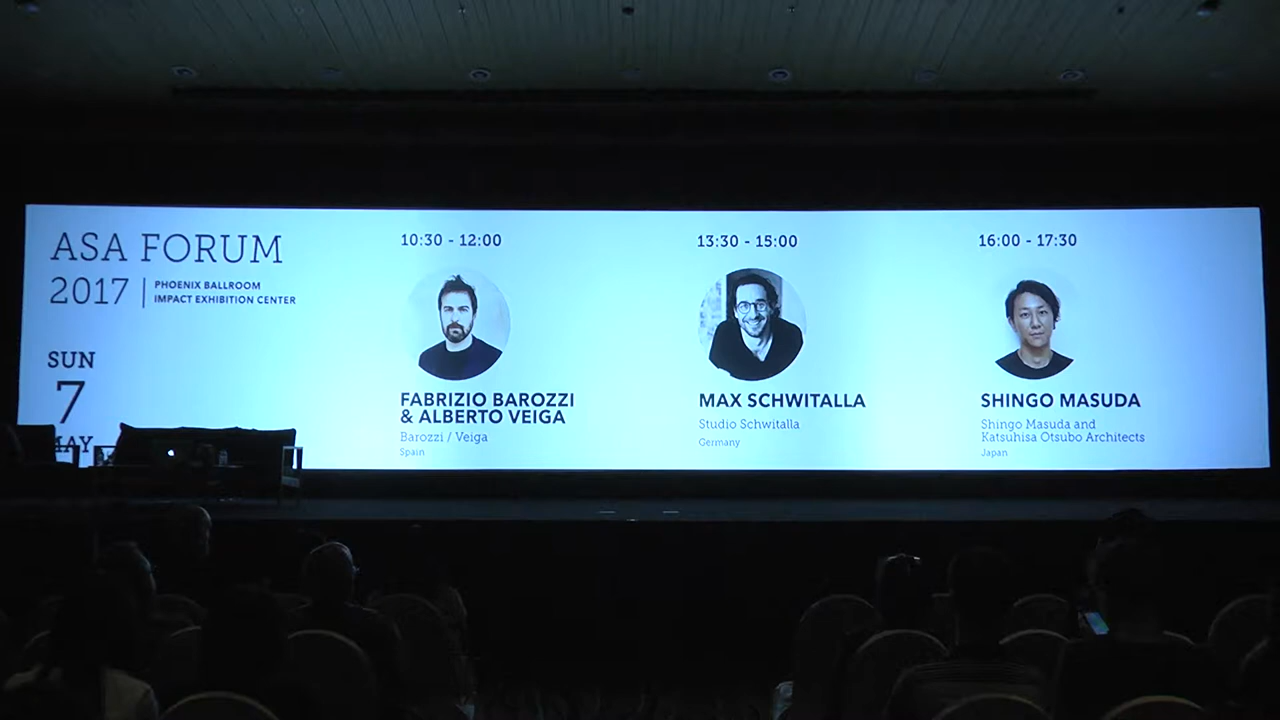 ASA FORUM
2017 | PHOENIX BALLROOM
IMPACT EXHIBITION CENTER
SUN
7
MAY
10:30 - 12:00
FABRIZIO BAROZZI
& ALBERTO VEIGA
Barozzi / Veiga
Spain
13:30 - 15:00
MAX SCHWITALLA
Studio Schwitalla
Germany
16:00 - 17:30
SHINGO MASUDA
Shingo Masuda and
Katsuhisa Otsubo Architects
Japan